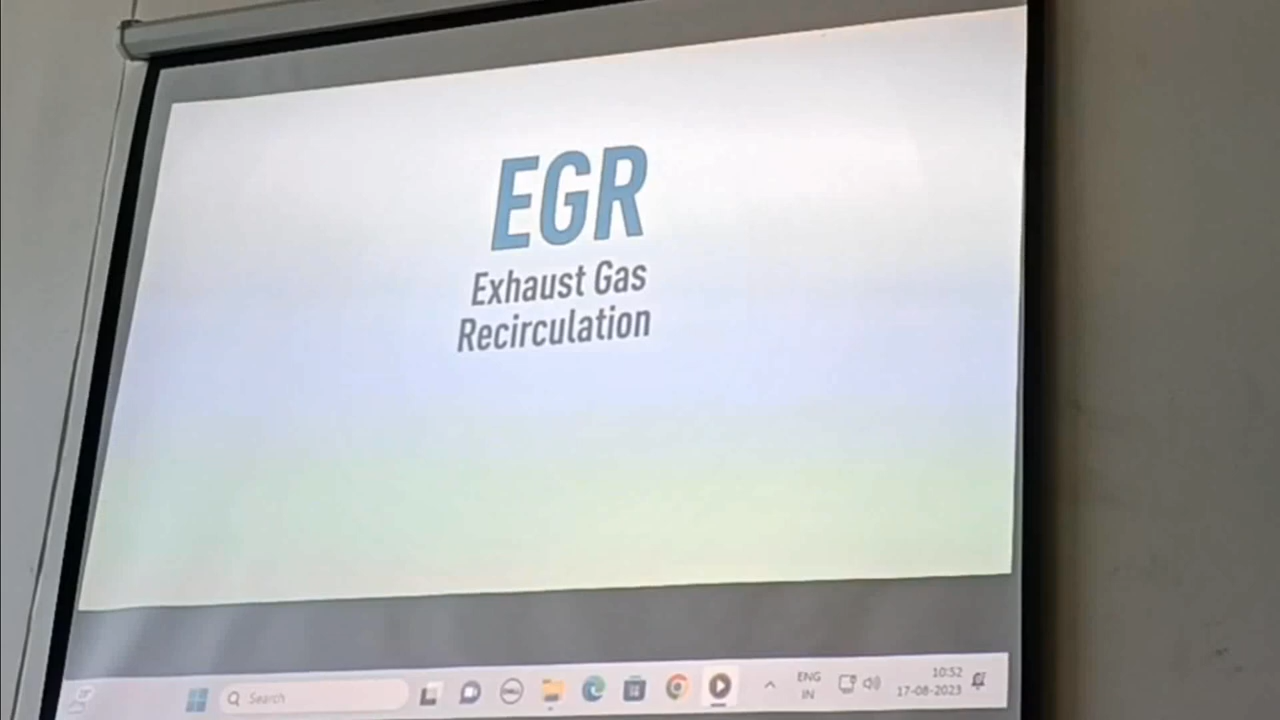 EGR
Exhaust Gas
Recirculation
Search
ENG
IN
10:52
17-08-2023